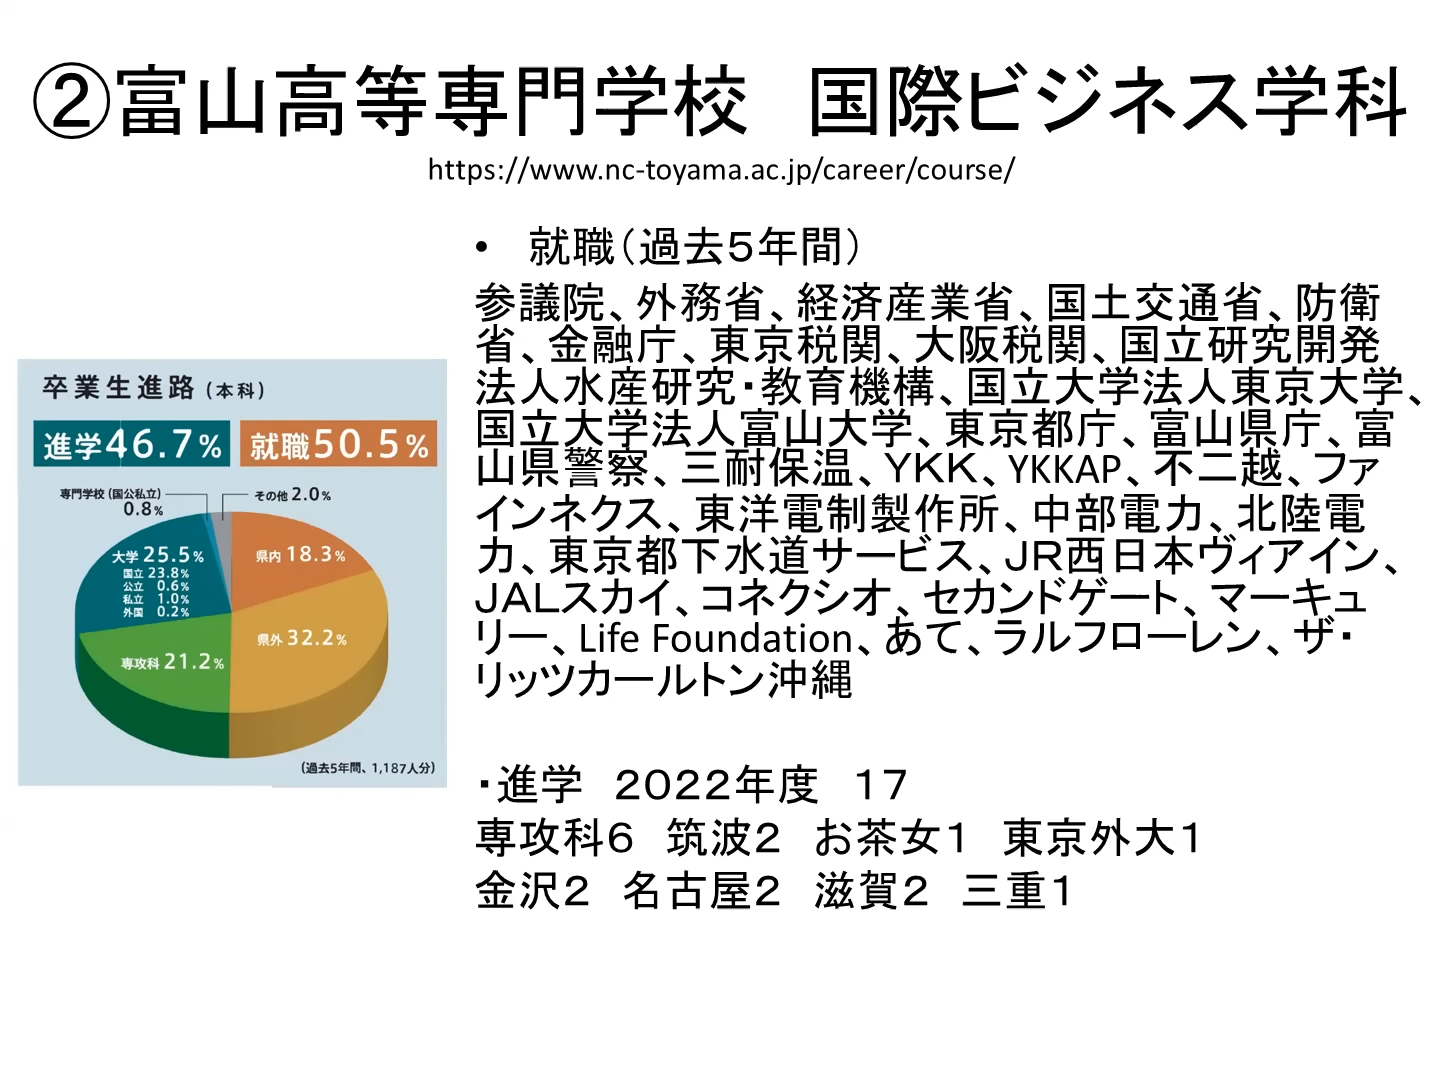 ②富山高等専門学校　国際ビジネス学科
https://www.nc-toyama.ac.jp/career/course/
• 就職（過去５年間）
参議院、外務省、経済産業省、国土交通省、防衛
省、金融庁、東京税関、大阪税関、国立研究開発
法人水産研究・教育機構、国立大学法人東京大学、
国立大学法人富山大学、東京都庁、富山県庁、富
山県警察、三耐保温、ＹＫＫ、YKKAP、不二越、ファ
インネクス、東洋電制製作所、中部電力、北陸電
力、東京都下水道サービス、ＪＲ西日本ヴィアイン、
ＪＡＬスカイ、コネクシオ、セカンドゲート、マーキュ
リー、Life Foundation、あて、ラルフローレン、ザ・
リッツカールトン沖縄
・進学　２０２２年度　１７
専攻科６　筑波２　お茶女１　東京外大１
金沢２　名古屋２　滋賀２　三重１
卒業生進路（本科）
進学46.7%　就職50.5%
専門学校（国公私立）
0.8%
その他 2.0%
大学 25.5%
国立 23.8%
公立 0.6%
私立 1.0%
外国 0.2%
県内 18.3%
県外 32.2%
専攻科 21.2%
（過去5年間、1,187人分）